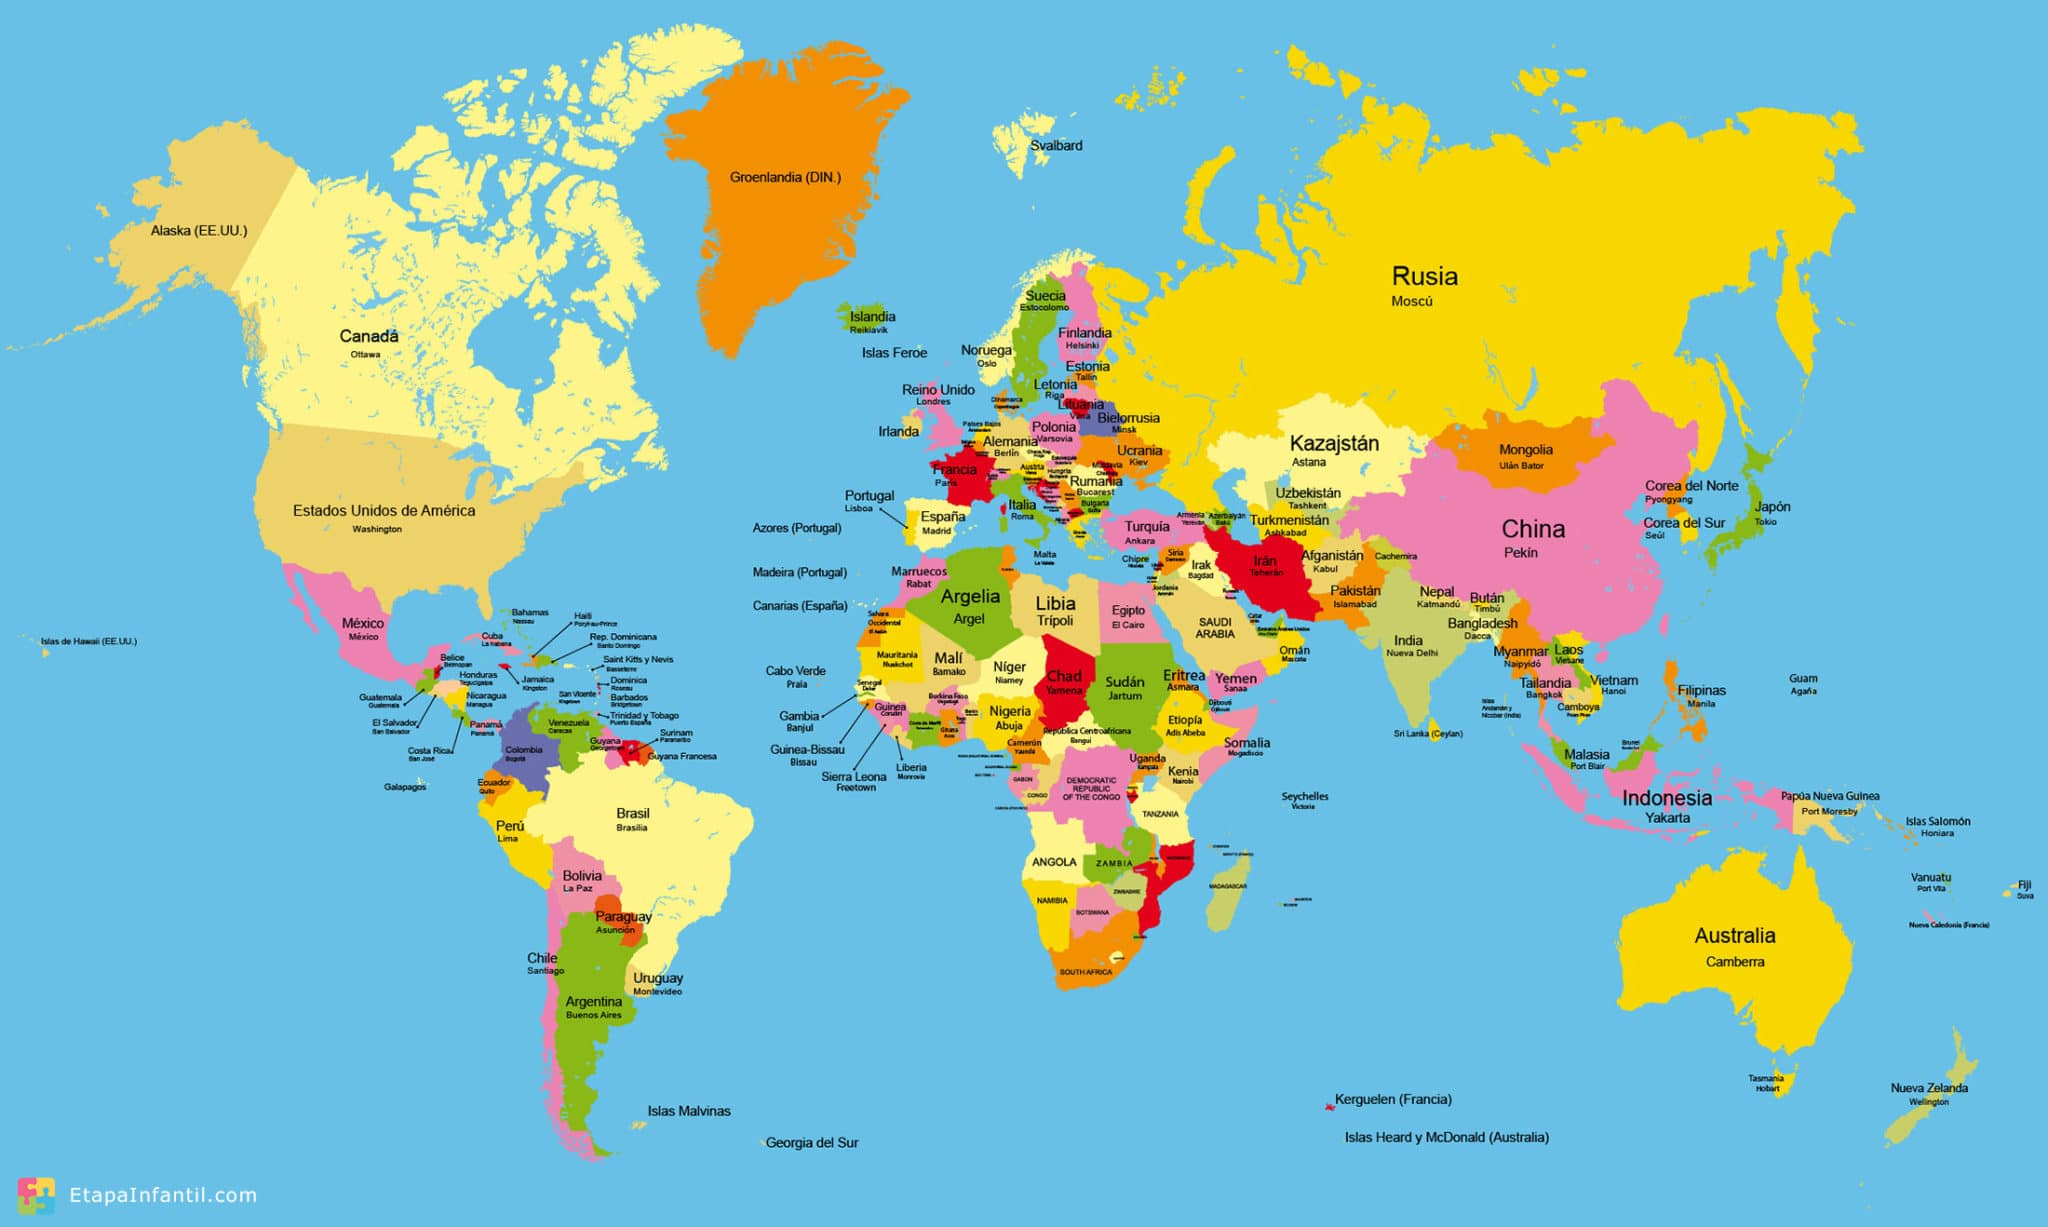 Svalbard
Groenlandia (DIN.)
Alaska (EE.UU.)
Rusia
Moscú
Canadá
Ottawa
Islandia
Reikiavik
Islas Feroe
Suecia
Estocolomo
Finlandia
Helsinki
Noruega
Oslo
Estonia
Tallin
Letonia
Riga
Lituania
Vilna
Reino Unido
Londres
Irlanda
Dinamarca
Copenhague
Países Bajos
Bielorrusia
Minsk
Polonia
Varsovia
Alemania
Berlín
Ucrania
Kiev
Francia
París
Austria
Hungría
Moldavia
Rumania
Bucarest
Bulgaria
Sofía
Italia
Roma
Portugal
Lisboa
España
Madrid
Azores (Portugal)
Madeira (Portugal)
Canarias (España)
Malta
La Valeta
Turquía
Ankara
Chipre
Armenia
Yereván
Azerbaiyán
Bakú
Kazajstán
Astana
Uzbekistán
Tashkent
Turkmenistán
Ashkabad
Mongolia
Ulán Bator
China
Pekín
Corea del Norte
Pyongyang
Corea del Sur
Seúl
Japón
Tokio
Estados Unidos de América
Washington
México
México
Islas de Hawaii (EE.UU.)
Bahamas
Nassau
Cuba
La Habana
Haití
Rep. Dominicana
Santo Domingo
Saint Kitts y Nevis
Basseterre
Dominica
Roseau
Barbados
Bridgetown
San Vicente
Kingstown
Trinidad y Tobago
Puerto España
Jamaica
Kingston
Belice
Belmopan
Honduras
Tegucigalpa
Guatemala
Guatemala
Nicaragua
Managua
El Salvador
San Salvador
Costa Rica
San José
Panamá
Panamá
Galapagos
Venezuela
Caracas
Colombia
Bogotá
Guyana
Georgetown
Surinam
Paramaribo
Guyana Francesa
Ecuador
Quito
Perú
Lima
Brasil
Brasilia
Bolivia
La Paz
Paraguay
Asunción
Chile
Santiago
Argentina
Buenos Aires
Uruguay
Montevideo
Islas Malvinas
Georgia del Sur
Marruecos
Rabat
Sahara
Occidental
El Aaiún
Argelia
Argel
Libia
Trípoli
Egipto
El Cairo
Mauritania
Nuakchot
Malí
Bamako
Níger
Niamey
Chad
Yamena
Sudán
Jartum
Eritrea
Asmara
Djibouti
Cabo Verde
Praia
Senegal
Dakar
Gambia
Banjul
Guinea-Bissau
Bissau
Guinea
Conakri
Sierra Leona
Freetown
Liberia
Monrovia
Costa de Marfil
Burkina Faso
Ghana
Accra
Nigeria
Abuja
Camerún
Yaundé
República Centroafricana
Bangui
Etiopía
Adís Abeba
Somalia
Mogadiscio
Uganda
Kampala
Kenia
Nairobi
GABON
CONGO
DEMOCRATIC
REPUBLIC
OF THE CONGO
TANZANIA
ANGOLA
ZAMBIA
ZIMBABWE
NAMIBIA
BOTSWANA
MADAGASCAR
SOUTH AFRICA
Seychelles
Victoria
Siria
Damasco
Jordania
Irak
Bagdad
Irán
Teherán
SAUDI
ARABIA
Emiratos Árabes Unidos
Omán
Mascate
Yemen
Sanaa
Afganistán
Kabul
Cachemira
Pakistán
Islamabad
India
Nueva Delhi
Nepal
Katmandú
Bután
Timbú
Bangladesh
Dacca
Sri Lanka (Ceylan)
Islas
Andamán y
Nicobar (India)
Myanmar
Naipyidó
Laos
Vietiane
Tailandia
Bangkok
Vietnam
Hanoi
Camboya
Filipinas
Manila
Guam
Agaña
Malasia
Port Blair
Brunei
Indonesia
Yakarta
Papúa Nueva Guinea
Port Moresby
Islas Salomón
Honiara
Vanuatu
Port Vila
Fiji
Suva
Nueva Caledonia (Francia)
Australia
Camberra
Tasmania
Hobart
Nueva Zelanda
Wellington
Kerguelen (Francia)
Islas Heard y McDonald (Australia)
EtapaInfantil.com